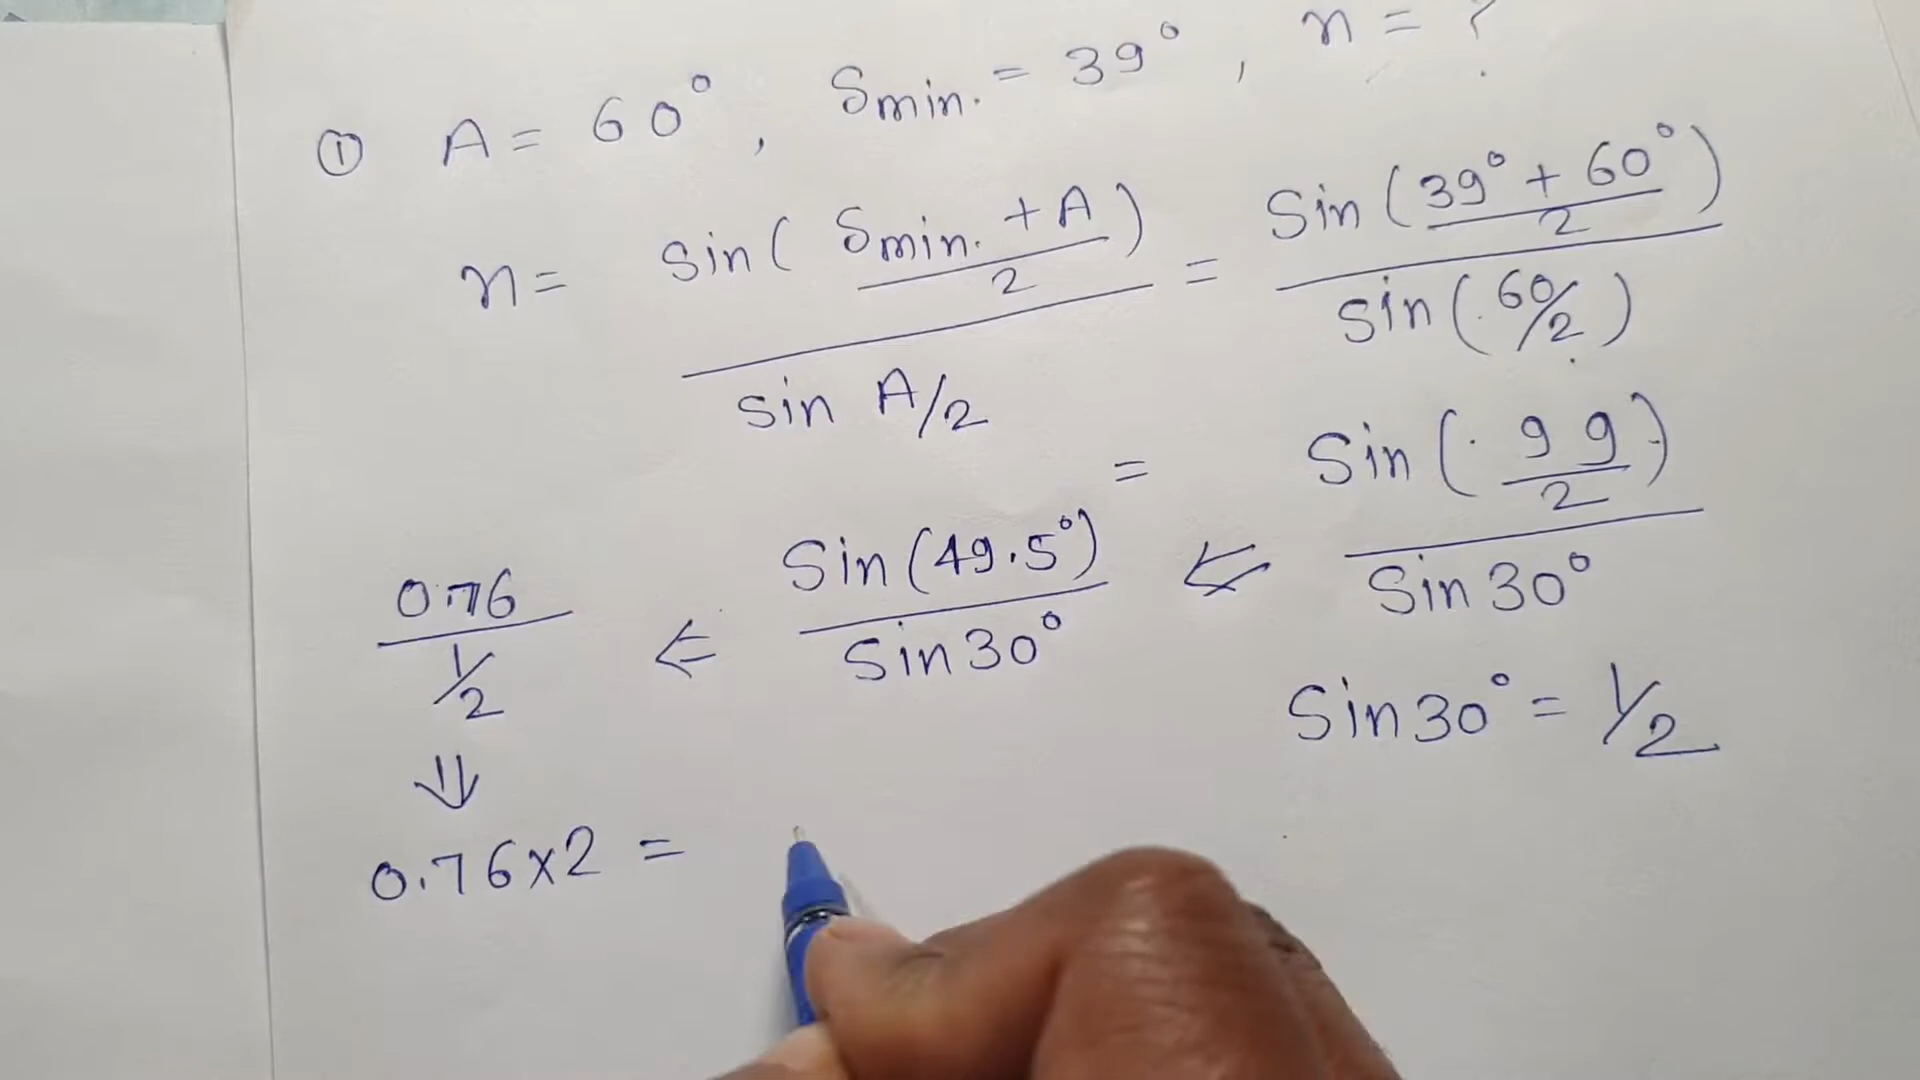 ① A = 60°, δmin. = 39°, n = ?
n = sin( (δmin. + A)/2 ) / sin A/2 = Sin( (39° + 60°)/2 ) / Sin(60/2)
= Sin( 99/2 ) / Sin 30°
⇐ Sin(49.5°) / Sin 30°
⇐ 0.76 / 1/2
Sin 30° = 1/2
⇓
0.76×2 =